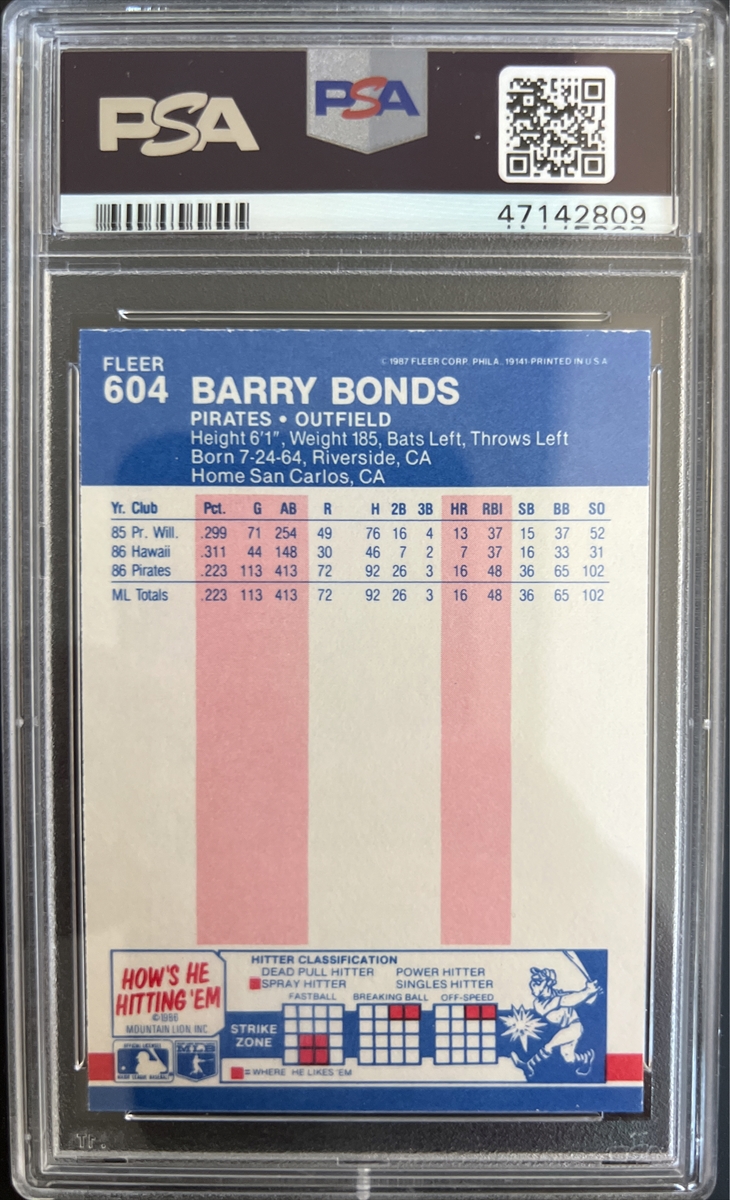 PSA
PSA
47142809
FLEER
604
© 1987 FLEER CORP. PHILA., 19141-PRINTED IN U S A
BARRY BONDS
PIRATES • OUTFIELD
Height 6'1", Weight 185, Bats Left, Throws Left
Born 7-24-64, Riverside, CA
Home San Carlos, CA
Yr. Club Pct. G AB R H 2B 3B HR RBI SB BB SO
85 Pr. Will. .299 71 254 49 76 16 4 13 37 15 37 52
86 Hawaii .311 44 148 30 46 7 2 7 37 16 33 31
86 Pirates .223 113 413 72 92 26 3 16 48 36 65 102
ML Totals .223 113 413 72 92 26 3 16 48 36 65 102
HOW'S HE
HITTING 'EM
©1986
MOUNTAIN LION, INC
HITTER CLASSIFICATION
DEAD PULL HITTER POWER HITTER
SPRAY HITTER SINGLES HITTER
FASTBALL BREAKING BALL OFF-SPEED
STRIKE
ZONE
= WHERE HE LIKES 'EM
OFFICIAL LICENSEE
MAJOR LEAGUE BASEBALL
MLB